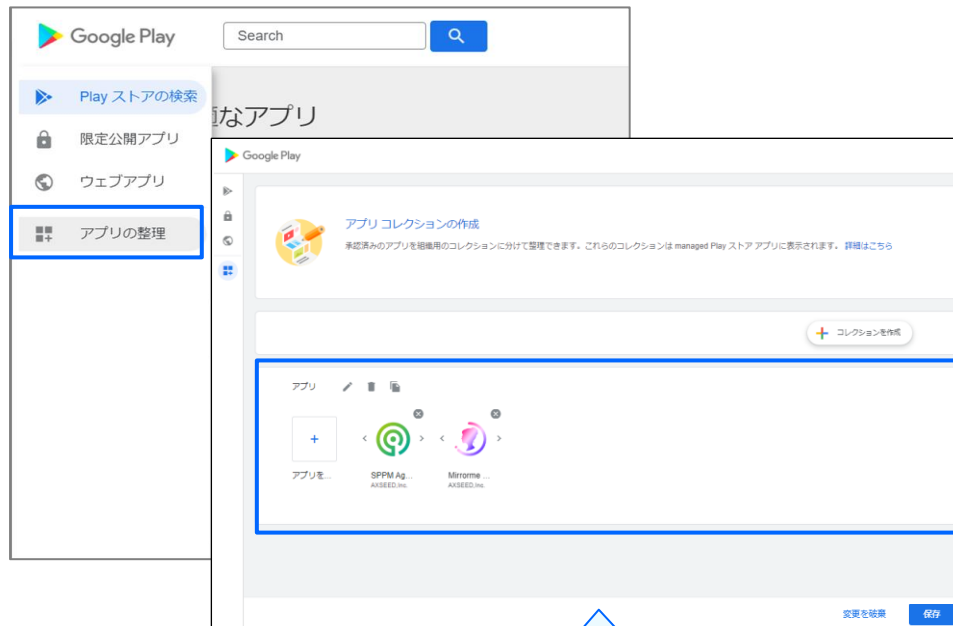 Google Play
Search
Play ストアの検索
なアプリ
限定公開アプリ
ウェブアプリ
アプリの整理
Google Play
アプリ コレクションの作成
承認済みのアプリを組織用のコレクションに分けて整理できます。これらのコレクションは managed Play ストア アプリに表示されます。 詳細はこちら
コレクションを作成
アプリ
アプリを...
SPPM Ag...
AXSEED.Inc.
Mirrorme ...
AXSEED.Inc.
変更を破棄
保存